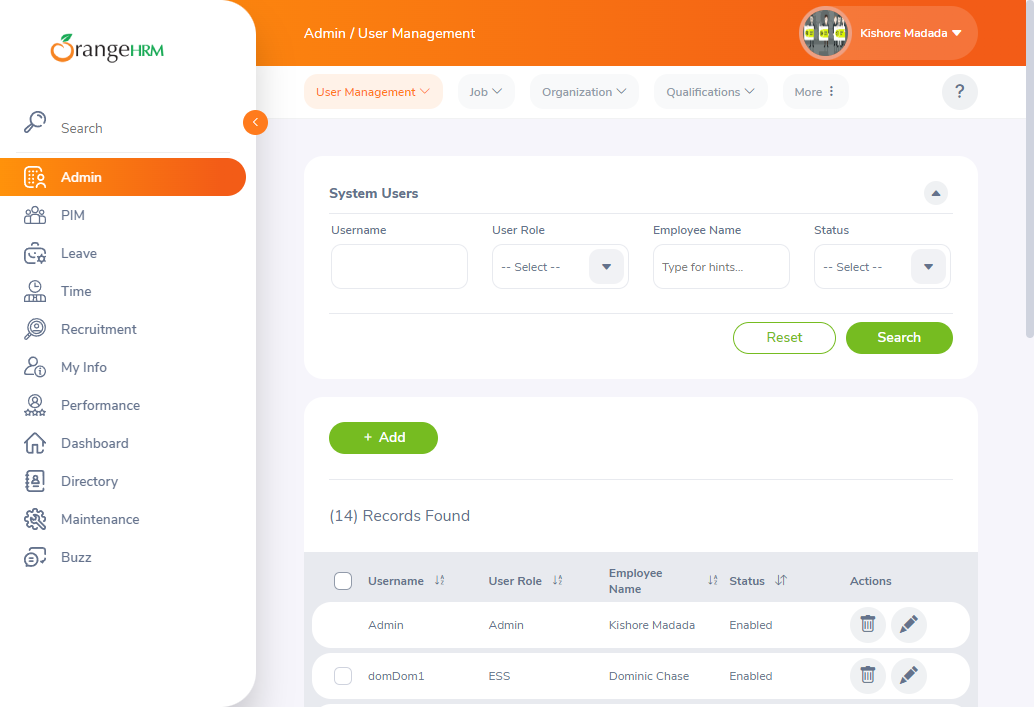 OrangeHRM
Search
Admin
PIM
Leave
Time
Recruitment
My Info
Performance
Dashboard
Directory
Maintenance
Buzz
Admin / User Management
Kishore Madada
User Management
Job
Organization
Qualifications
More
?
System Users
Username
User Role
Employee Name
Status
-- Select --
Type for hints...
-- Select --
Reset
Search
+ Add
(14) Records Found
Username
User Role
Employee
Name
Status
Actions
Admin
Admin
Kishore Madada
Enabled
domDom1
ESS
Dominic Chase
Enabled